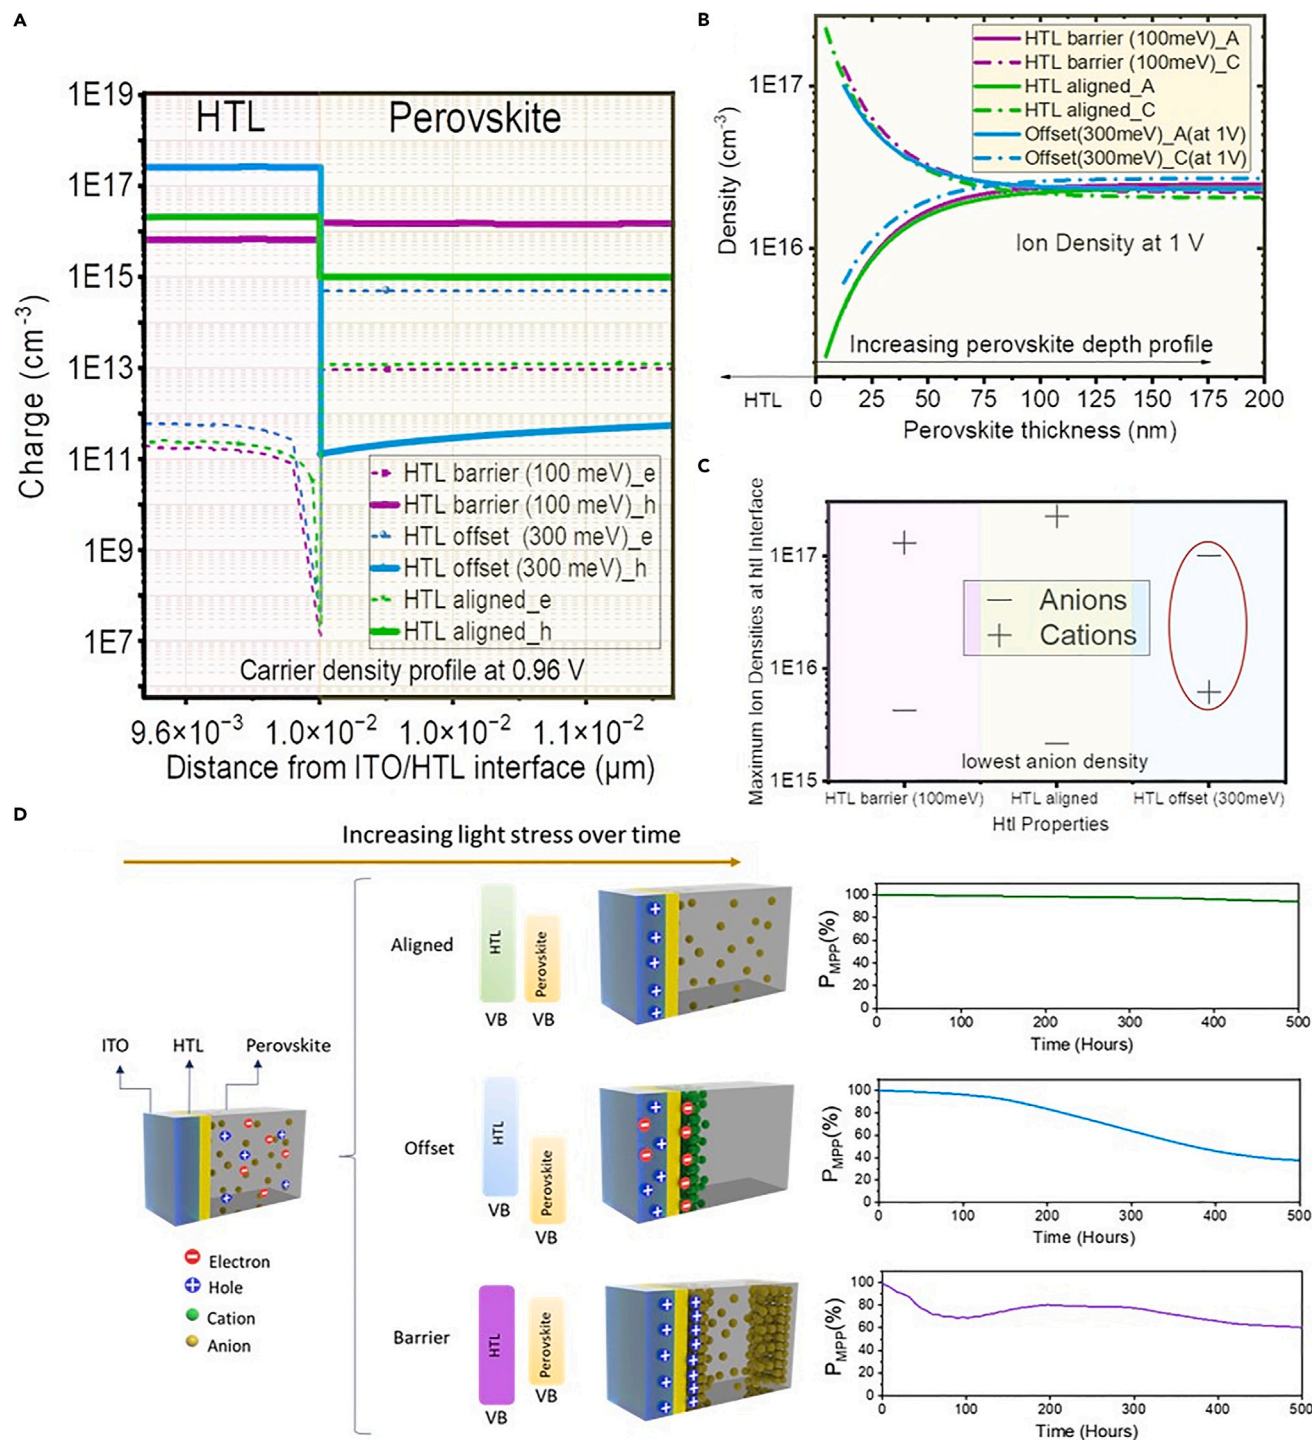 A
1E19
1E17
1E15
1E13
1E11
1E9
1E7
Charge (cm⁻³)
HTL
Perovskite
HTL barrier (100 meV)_e
HTL barrier (100 meV)_h
HTL offset (300 meV)_e
HTL offset (300 meV)_h
HTL aligned_e
HTL aligned_h
Carrier density profile at 0.96 V
9.6×10⁻³ 1.0×10⁻² 1.0×10⁻² 1.1×10⁻²
Distance from ITO/HTL interface (μm)
B
1E17
1E16
Density (cm⁻³)
HTL barrier (100meV)_A
HTL barrier (100meV)_C
HTL aligned_A
HTL aligned_C
Offset(300meV)_A(at 1V)
Offset(300meV)_C(at 1V)
Ion Density at 1 V
Increasing perovskite depth profile
HTL
0 25 50 75 100 125 150 175 200
Perovskite thickness (nm)
C
Maximum Ion Densities at htl Interface
1E17
1E16
1E15
Anions
Cations
lowest anion density
HTL barrier (100meV) HTL aligned HTL offset (300meV)
Htl Properties
D
Increasing light stress over time
ITO HTL Perovskite
Electron
Hole
Cation
Anion
Aligned
HTL
Perovskite
VB VB
P_MPP(%)
100
80
60
40
20
0
0 100 200 300 400 500
Time (Hours)
Offset
HTL
Perovskite
VB
VB
P_MPP(%)
100
80
60
40
20
0
0 100 200 300 400 500
Time (Hours)
Barrier
HTL
Perovskite
VB
VB
P_MPP(%)
100
80
60
40
20
0
0 100 200 300 400 500
Time (Hours)